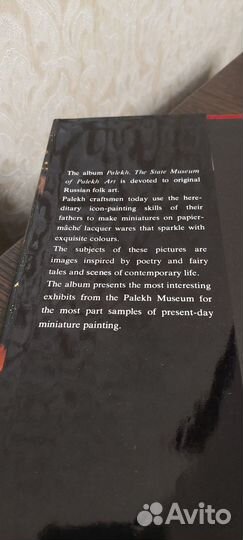 The album Palekh. The State Museum
of Palekh Art is devoted to original
Russian folk art.
Palekh craftsmen today use the here-
ditary icon-painting skills of their
fathers to make miniatures on papier-
mâché lacquer wares that sparkle with
exquisite colours.
The subjects of these pictures are
images inspired by poetry and fairy
tales and scenes of contemporary life.
The album presents the most interesting
exhibits from the Palekh Museum for
the most part samples of present-day
miniature painting.
Avito